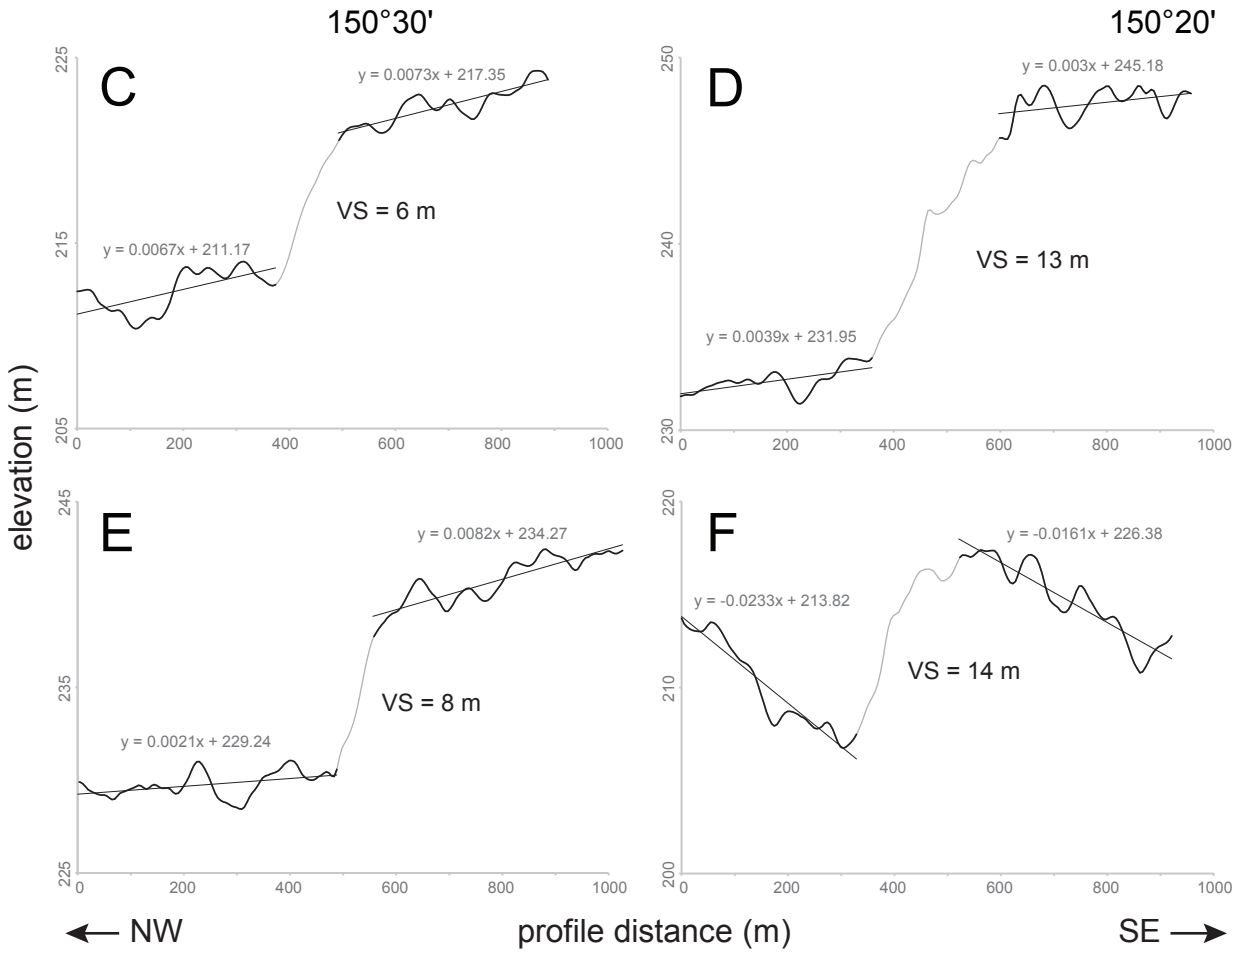 150°30'
150°20'
C
225
215
205
y = 0.0073x + 217.35
y = 0.0067x + 211.17
VS = 6 m
0
200
400
600
800
1000
D
250
240
230
y = 0.003x + 245.18
y = 0.0039x + 231.95
VS = 13 m
0
200
400
600
800
1000
elevation (m)
E
245
235
225
y = 0.0082x + 234.27
y = 0.0021x + 229.24
VS = 8 m
0
200
400
600
800
1000
F
220
210
200
y = -0.0161x + 226.38
y = -0.0233x + 213.82
VS = 14 m
0
200
400
600
800
1000
NW
profile distance (m)
SE